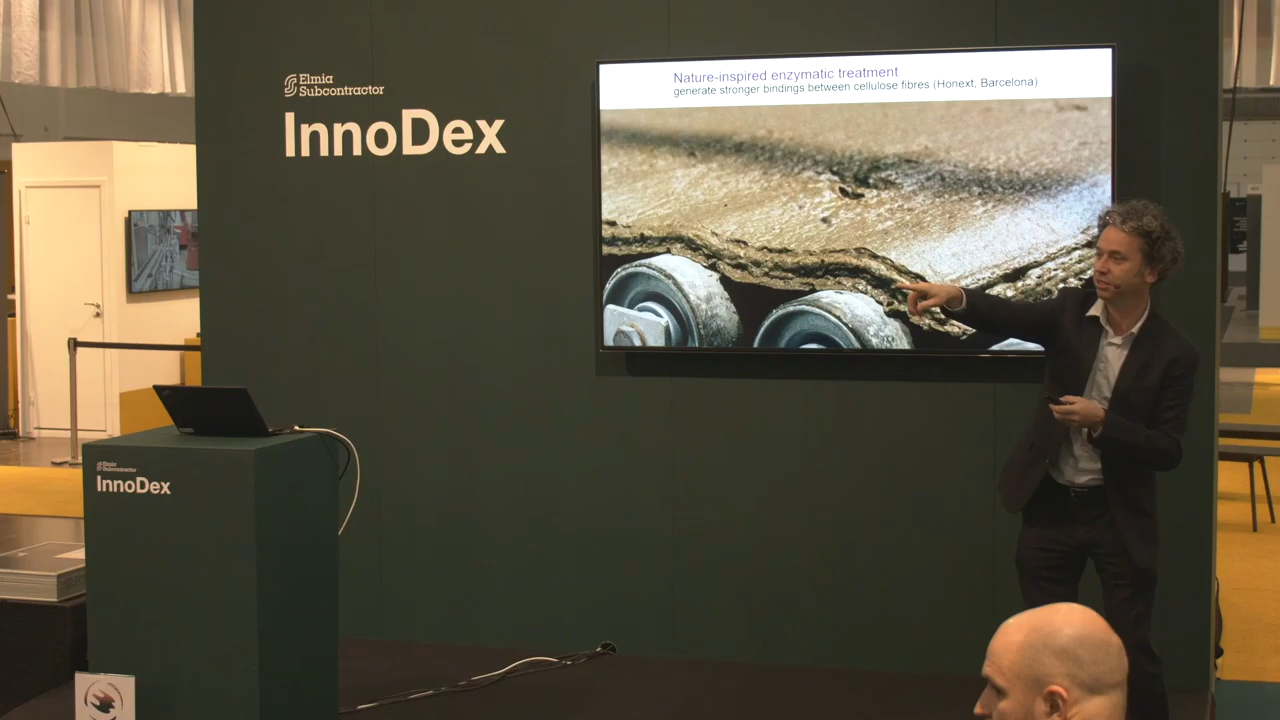 Elmia
Subcontractor
InnoDex
Nature-inspired enzymatic treatment
generate stronger bindings between cellulose fibres (Honext, Barcelona)
Elmia
Subcontractor
InnoDex